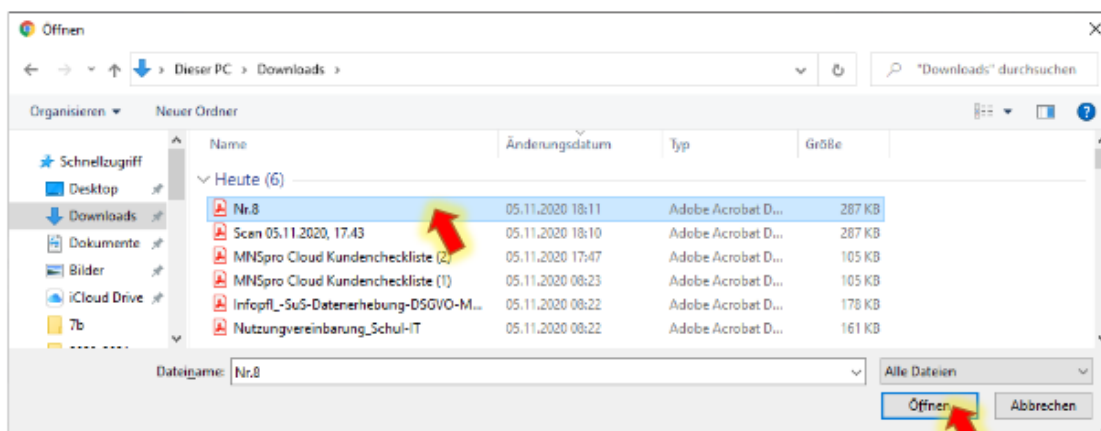 Öffnen
Dieser PC > Downloads >
"Downloads" durchsuchen
Organisieren
Neuer Ordner
Name Änderungsdatum Typ Größe
Schnellzugriff
Desktop
Downloads
Dokumente
Bilder
iCloud Drive
7b
Heute (6)
Nr.8 05.11.2020 18:11 Adobe Acrobat D... 287 KB
Scan 05.11.2020, 17.43 05.11.2020 18:10 Adobe Acrobat D... 287 KB
MNSpro Cloud Kundencheckliste (2) 05.11.2020 17:47 Adobe Acrobat D... 105 KB
MNSpro Cloud Kundencheckliste (1) 05.11.2020 08:23 Adobe Acrobat D... 105 KB
Infopfl_-SuS-Datenerhebung-DSGVO-M... 05.11.2020 08:22 Adobe Acrobat D... 178 KB
Nutzungvereinbarung_Schul-IT 05.11.2020 08:22 Adobe Acrobat D... 161 KB
Dateiname: Nr.8
Alle Dateien
Öffnen Abbrechen